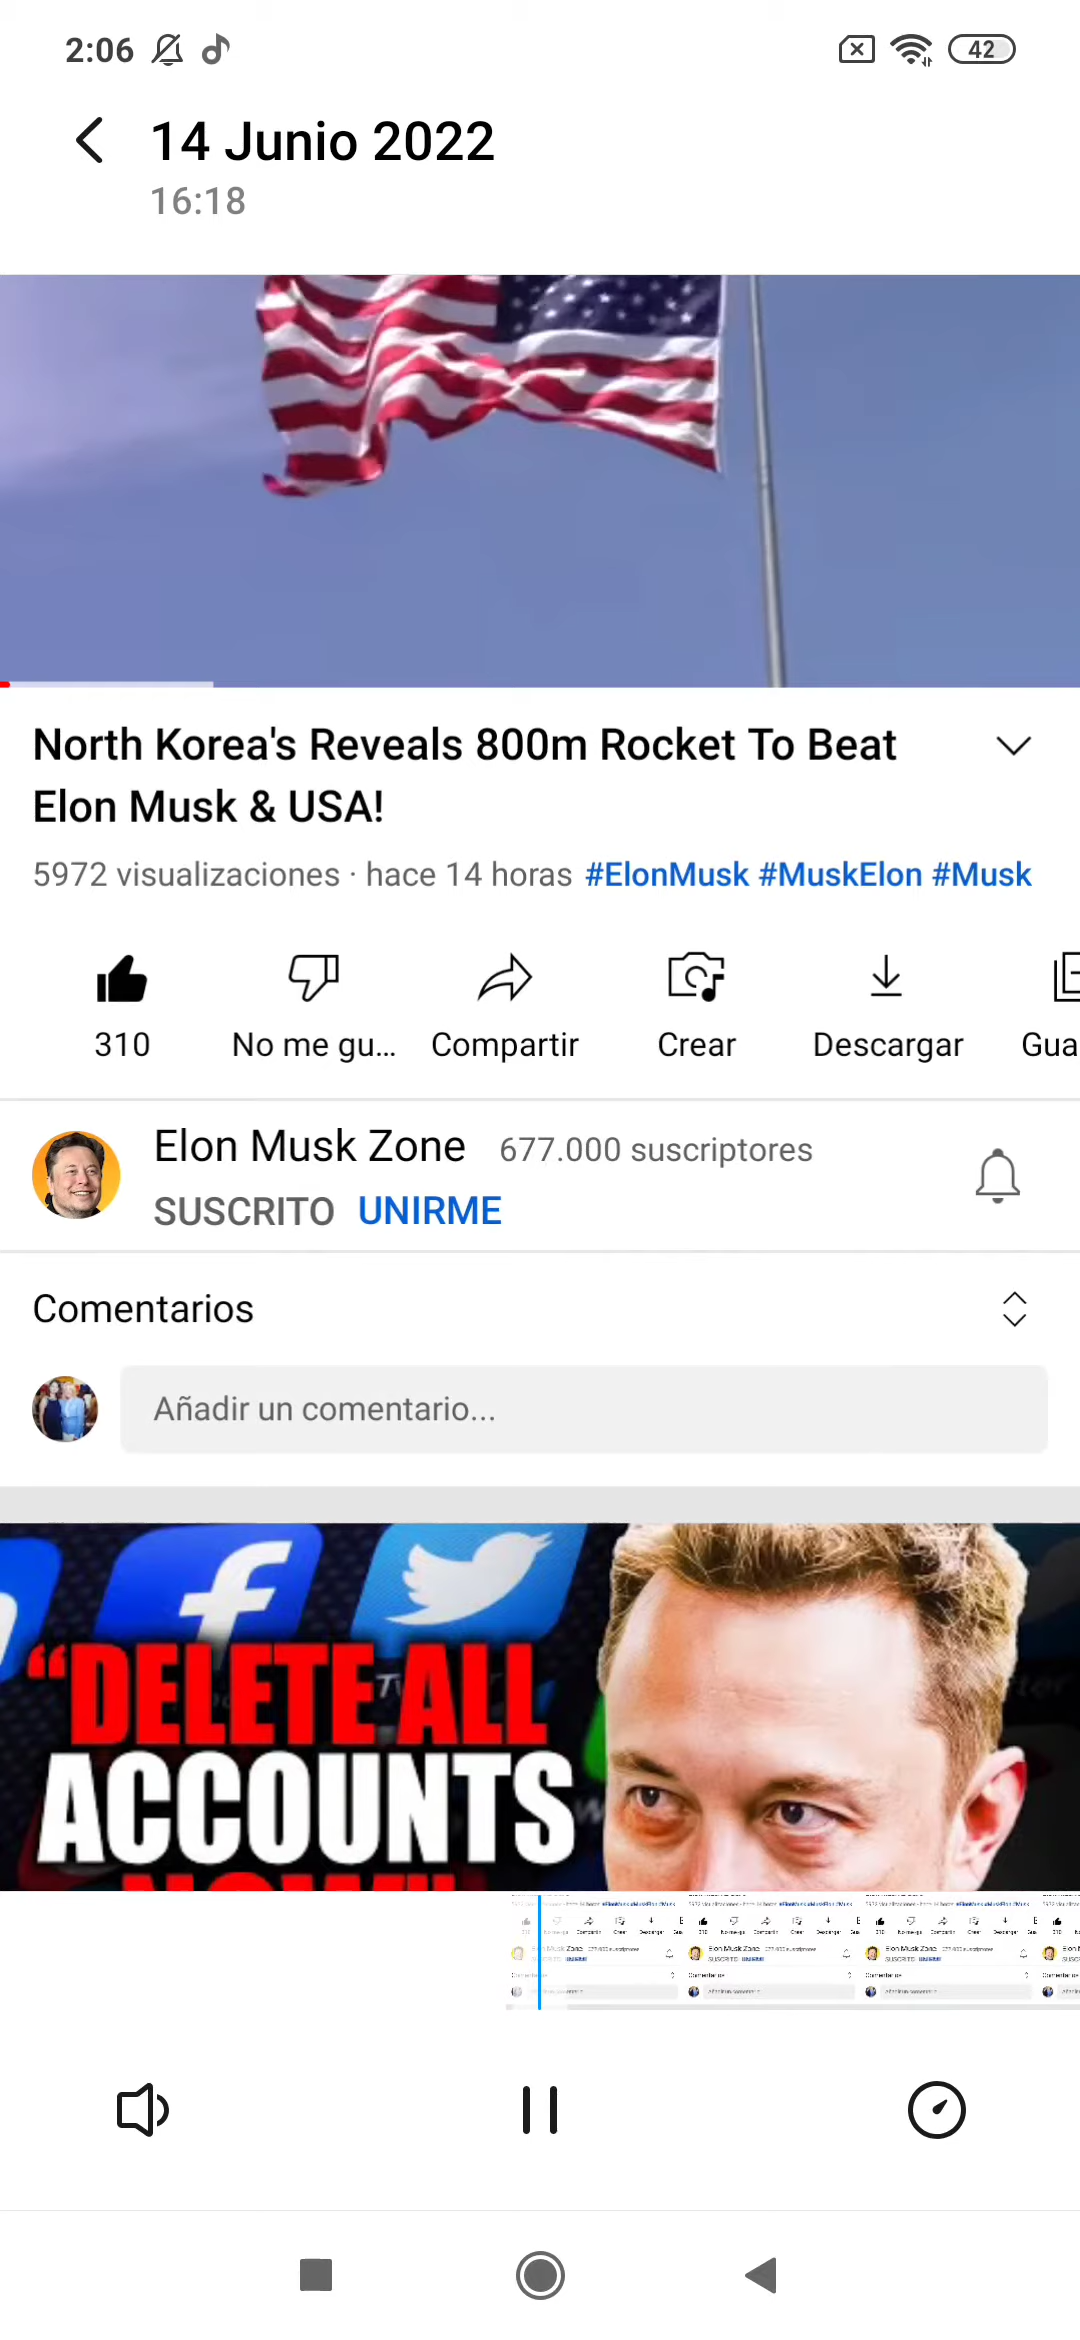 2:06
42
14 Junio 2022
16:18
North Korea's Reveals 800m Rocket To Beat
Elon Musk & USA!
5972 visualizaciones · hace 14 horas #ElonMusk #MuskElon #Musk
310
No me gu...
Compartir
Crear
Descargar
Gua
Elon Musk Zone 677.000 suscriptores
SUSCRITO UNIRME
Comentarios
Añadir un comentario...
“DELETE ALL
ACCOUNTS
NOW"